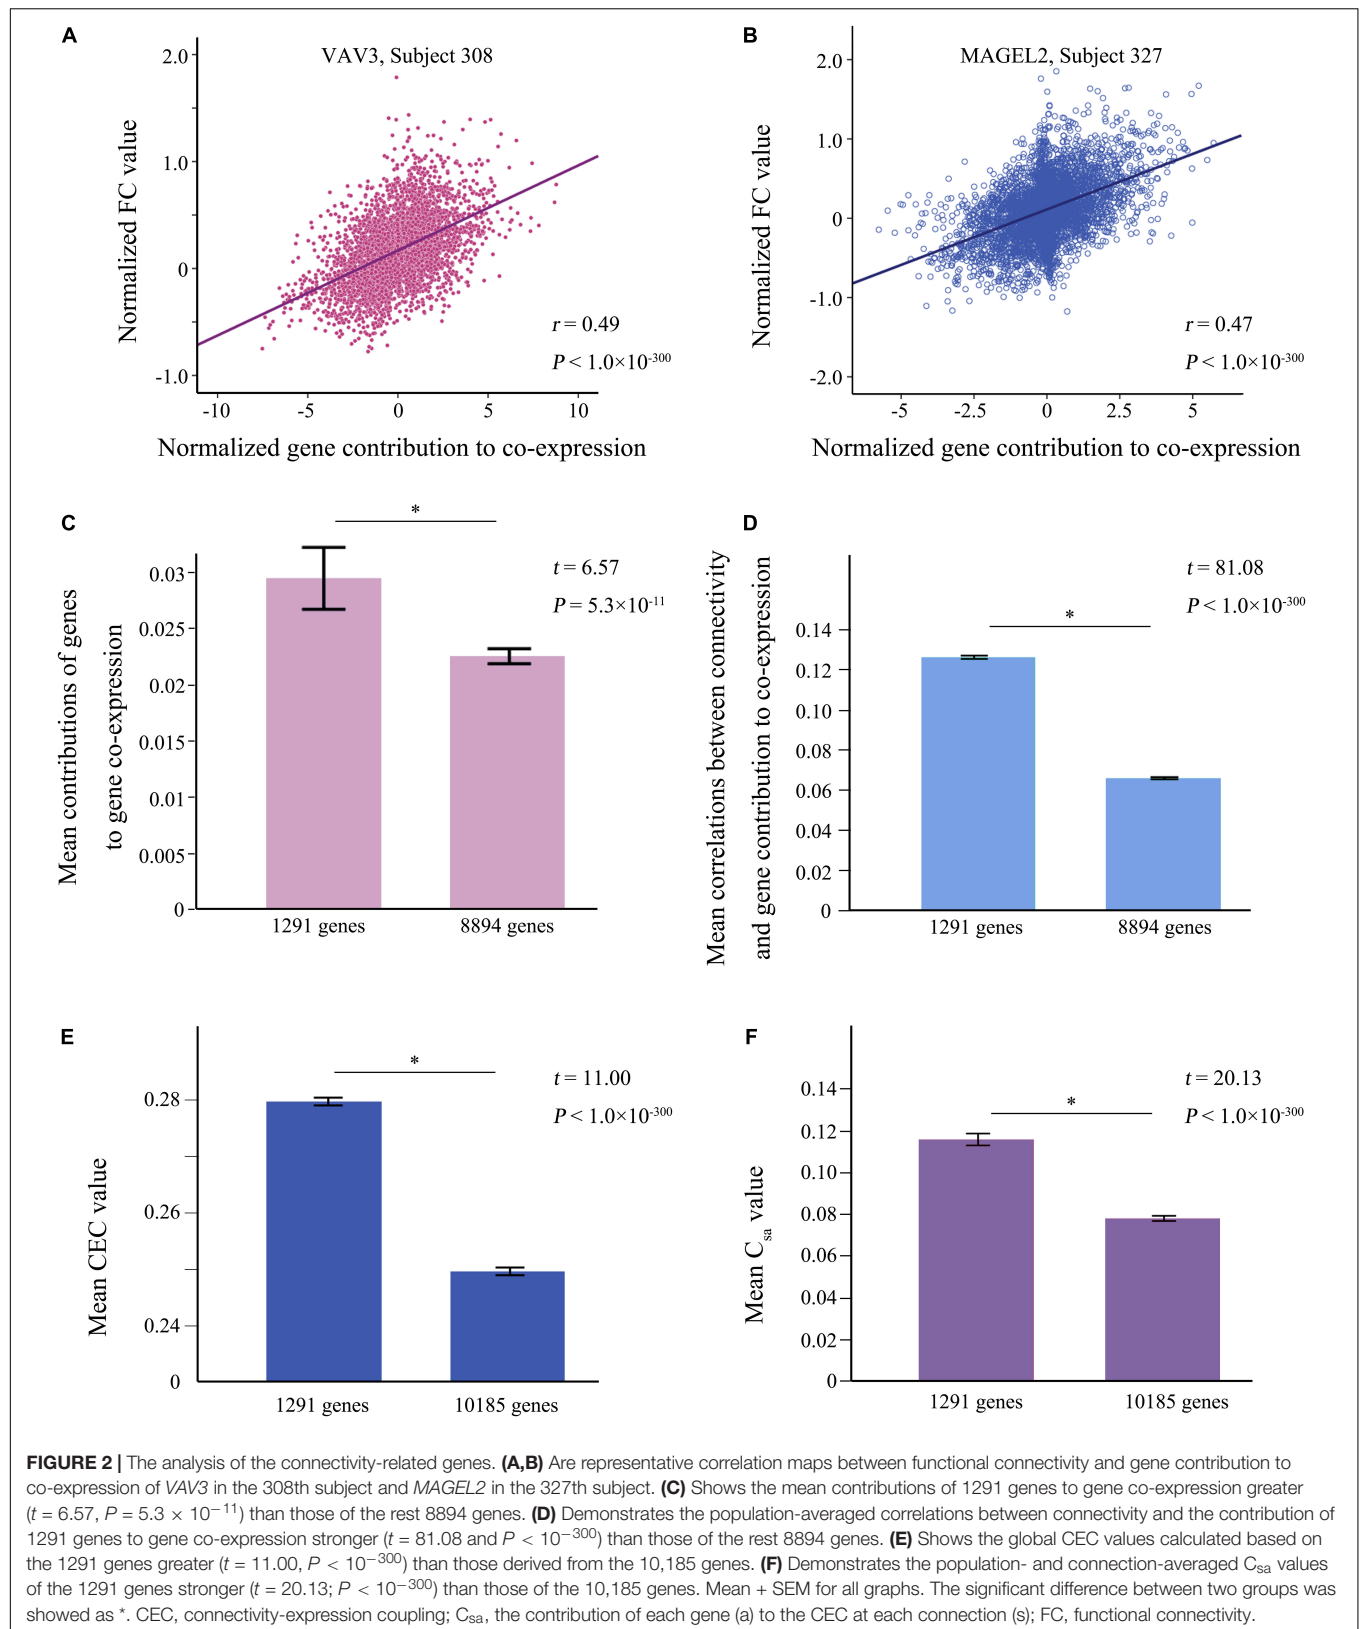 A
VAV3, Subject 308
2.0
1.0
0
-1.0
Normalized FC value
r = 0.49
P < 1.0×10-300
-10 -5 0 5 10
Normalized gene contribution to co-expression
B
MAGEL2, Subject 327
2.0
1.0
0
-1.0
-2.0
Normalized FC value
r = 0.47
P < 1.0×10-300
-5 -2.5 0 2.5 5
Normalized gene contribution to co-expression
C
*
t = 6.57
P = 5.3×10-11
0.03
0.025
0.02
0.015
0.01
0.005
0
Mean contributions of genes
to gene co-expression
1291 genes 8894 genes
D
*
t = 81.08
P < 1.0×10-300
0.14
0.12
0.10
0.08
0.06
0.04
0.02
0
Mean correlations between connectivity
and gene contribution to co-expression
1291 genes 8894 genes
E
*
t = 11.00
P < 1.0×10-300
0.28
0.26
0.24
0
Mean CEC value
1291 genes 10185 genes
F
*
t = 20.13
P < 1.0×10-300
0.14
0.12
0.10
0.08
0.06
0.04
0.02
0
Mean Csa value
1291 genes 10185 genes
FIGURE 2 | The analysis of the connectivity-related genes. (A,B) Are representative correlation maps between functional connectivity and gene contribution to
co-expression of VAV3 in the 308th subject and MAGEL2 in the 327th subject. (C) Shows the mean contributions of 1291 genes to gene co-expression greater
(t = 6.57, P = 5.3 × 10−11) than those of the rest 8894 genes. (D) Demonstrates the population-averaged correlations between connectivity and the contribution of
1291 genes to gene co-expression stronger (t = 81.08 and P < 10−300) than those of the rest 8894 genes. (E) Shows the global CEC values calculated based on
the 1291 genes greater (t = 11.00, P < 10−300) than those derived from the 10,185 genes. (F) Demonstrates the population- and connection-averaged Csa values
of the 1291 genes stronger (t = 20.13; P < 10−300) than those of the 10,185 genes. Mean + SEM for all graphs. The significant difference between two groups was
showed as *. CEC, connectivity-expression coupling; Csa, the contribution of each gene (a) to the CEC at each connection (s); FC, functional connectivity.